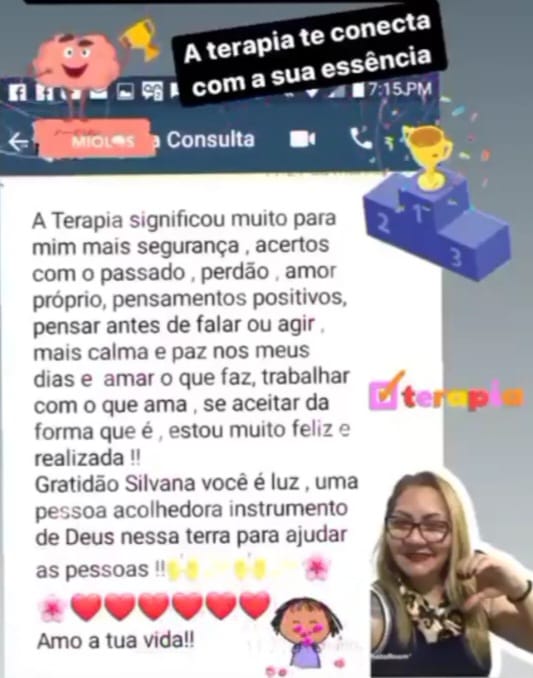 A terapia te conecta
com a sua essência
7:15 PM
MIOLOS
Consulta
A Terapia significou muito para
mim mais segurança , acertos
com o passado , perdão , amor
próprio, pensamentos positivos,
pensar antes de falar ou agir ,
mais calma e paz nos meus
dias e amar o que faz, trabalhar
com o que ama , se aceitar da
forma que é , estou muito feliz e
realizada !!
Gratidão Silvana você é luz , uma
pessoa acolhedora instrumento
de Deus nessa terra para ajudar
as pessoas !!🙌✨🙌✨🌸
🌸❤️❤️❤️❤️❤️❤️
Amo a tua vida!!
2 1 3
terapia